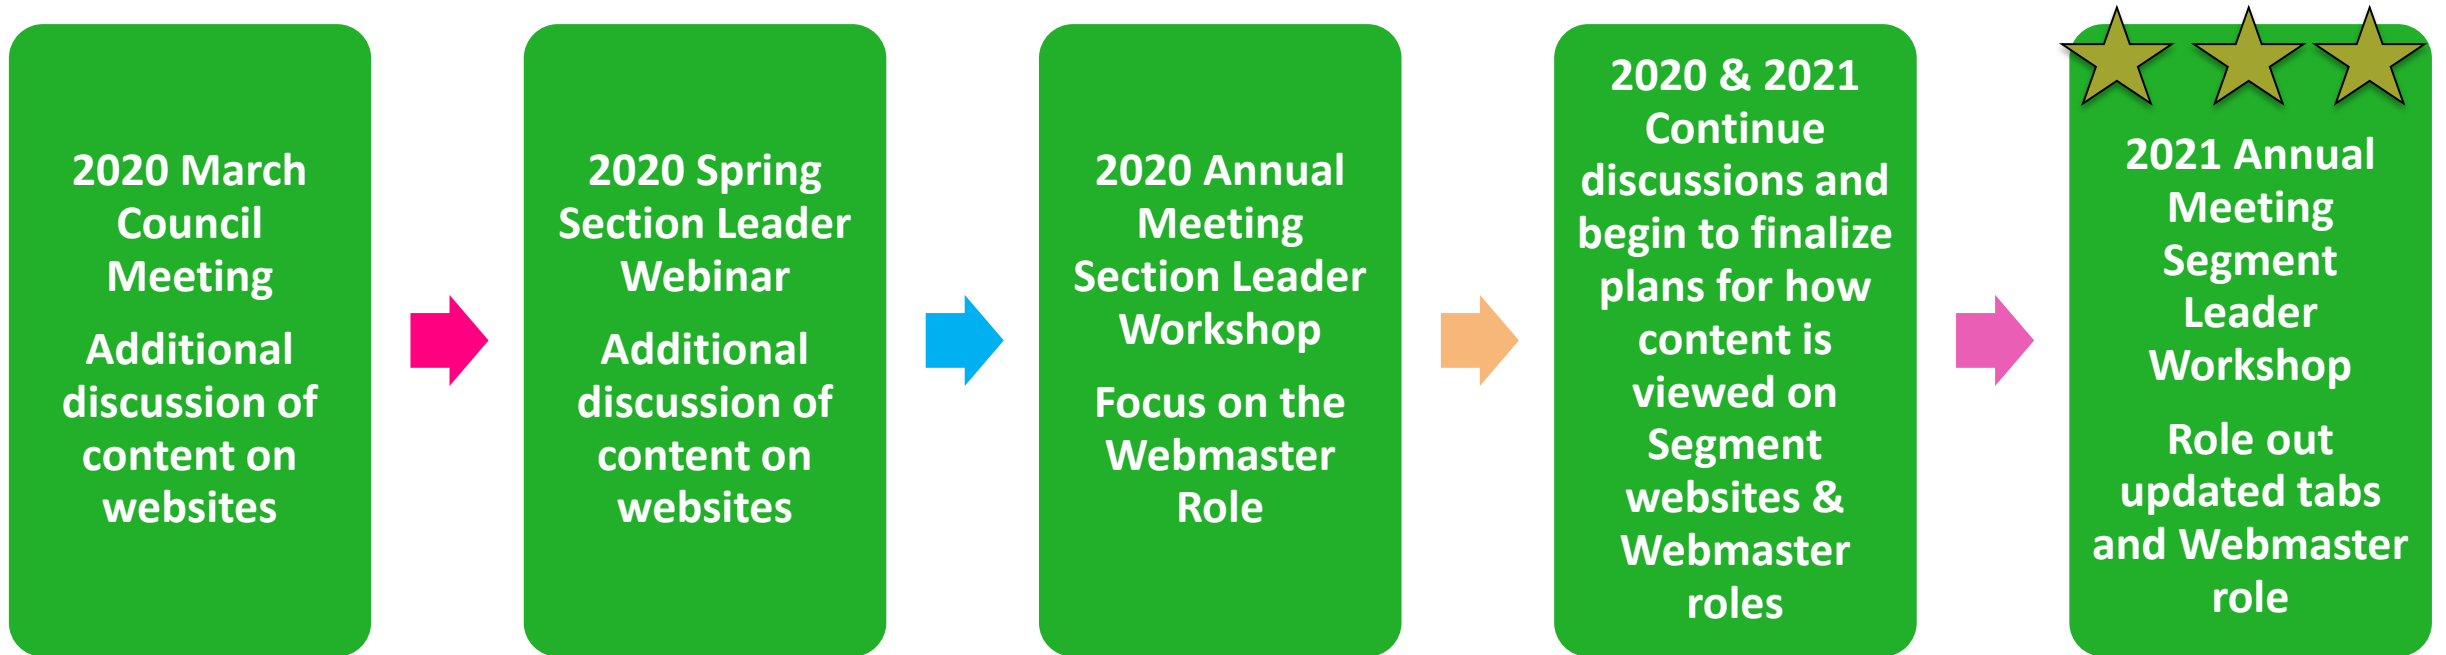 2020 March
Council
Meeting
Additional
discussion of
content on
websites
2020 Spring
Section Leader
Webinar
Additional
discussion of
content on
websites
2020 Annual
Meeting
Section Leader
Workshop
Focus on the
Webmaster
Role
2020 & 2021
Continue
discussions and
begin to finalize
plans for how
content is
viewed on
Segment
websites &
Webmaster
roles
2021 Annual
Meeting
Segment
Leader
Workshop
Role out
updated tabs
and Webmaster
role